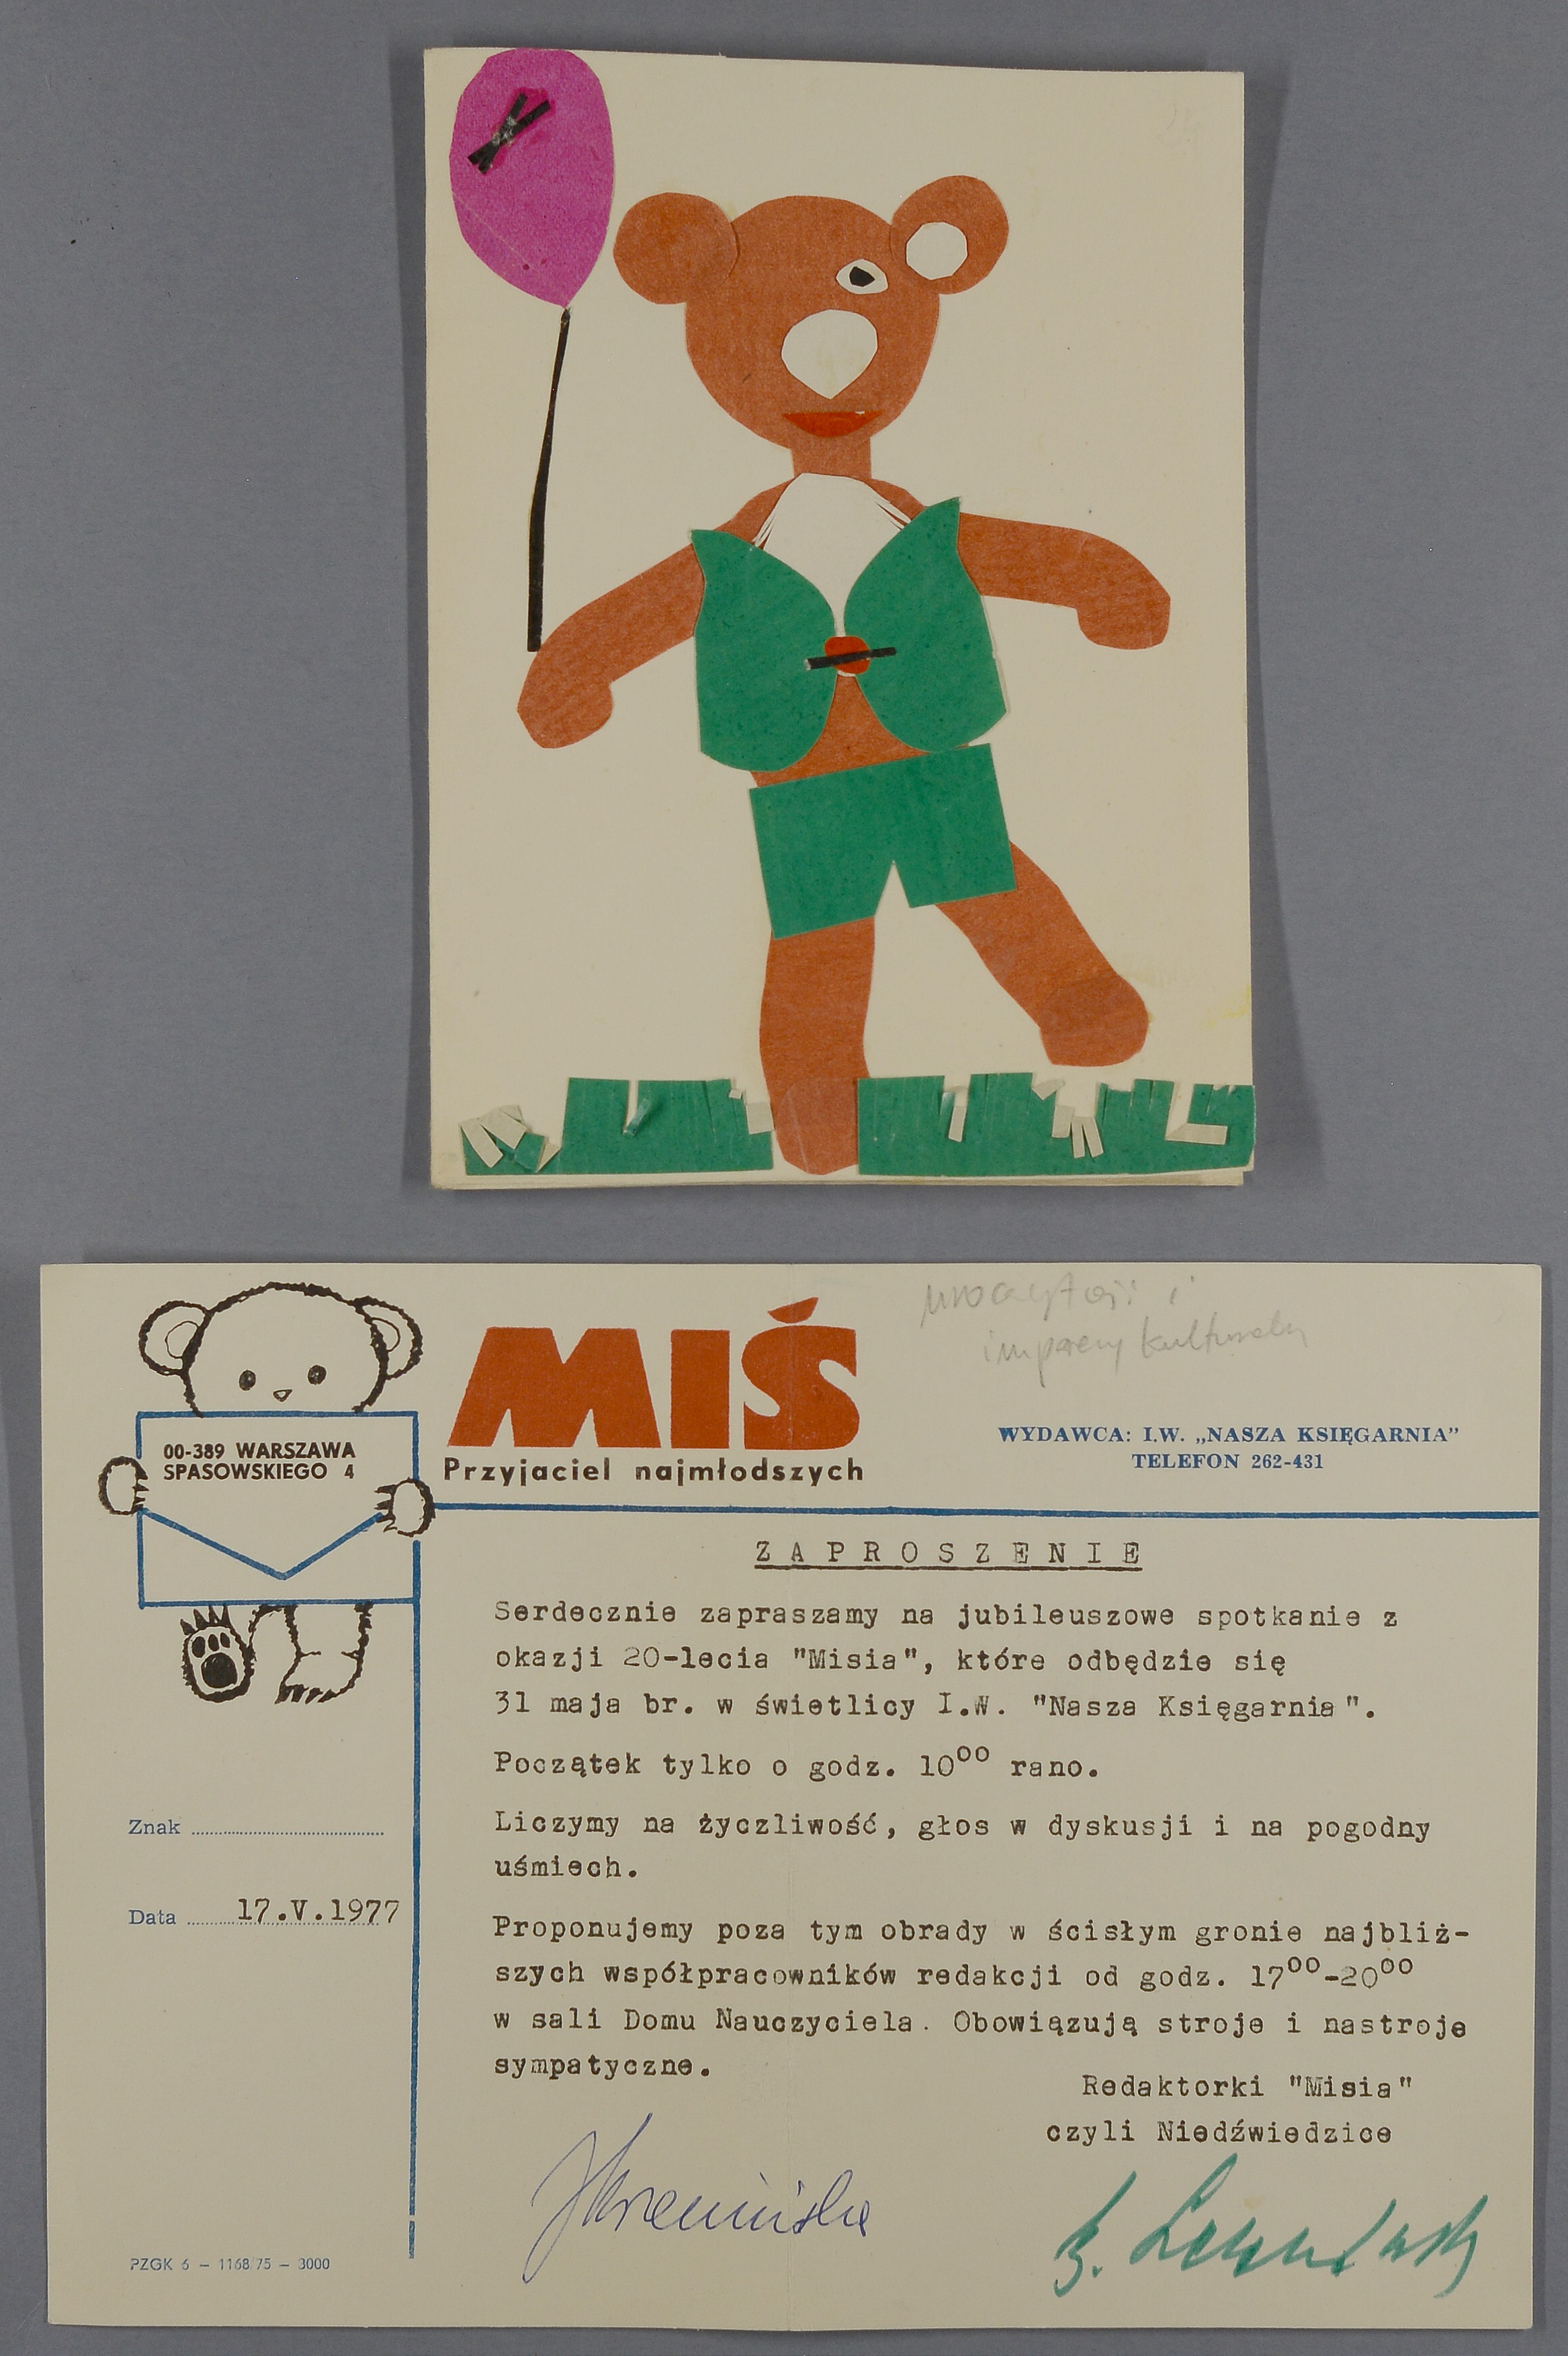 MIŚ
Przyjaciel najmłodszych
imprezy kulturalny
00-389 WARSZAWA
SPASOWSKIEGO 4
WYDAWCA: I.W. „NASZA KSIĘGARNIA”
TELEFON 262-431
ZAPROSZENIE
Serdecznie zapraszamy na jubileuszowe spotkanie z
okazji 20-lecia "Misia", które odbędzie się
31 maja br. w świetlicy I.W. "Nasza Księgarnia".
Początek tylko o godz. 10⁰⁰ rano.
Liczymy na życzliwość, głos w dyskusji i na pogodny
uśmiech.
Proponujemy poza tym obrady w ścisłym gronie najbliż-
szych współpracowników redakcji od godz. 17⁰⁰-20⁰⁰
w sali Domu Nauczyciela. Obowiązują stroje i nastroje
sympatyczne.
Redaktorki "Misia"
czyli Niedźwiedzice
Znak
Data 17.V.1977
PZGK 6 – 1168/75 – 3000